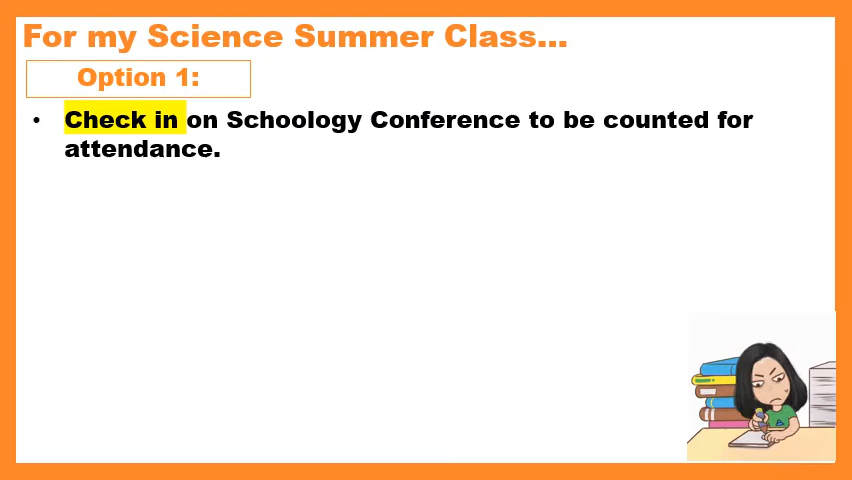 For my Science Summer Class...
Option 1:
• Check in on Schoology Conference to be counted for
attendance.